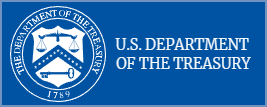 THE DEPARTMENT OF THE TREASURY
1789
U.S. DEPARTMENT
OF THE TREASURY